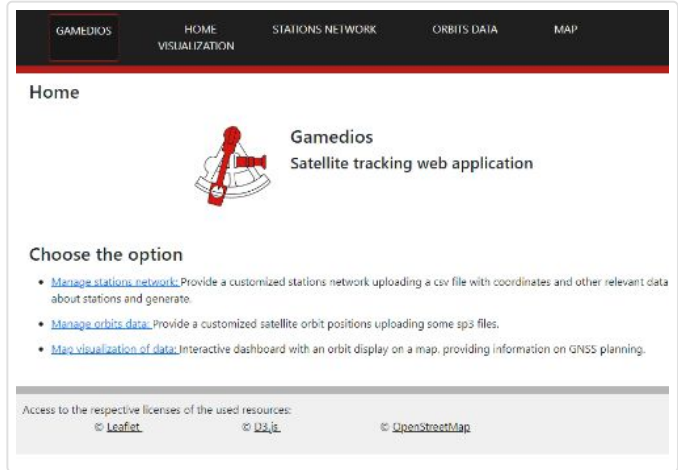 GAMEDIOS
HOME
VISUALIZATION
STATIONS NETWORK
ORBITS DATA
MAP
Home
Gamedios
Satellite tracking web application
Choose the option
Manage stations network: Provide a customized stations network uploading a csv file with coordinates and other relevant data
about stations and generate.
Manage orbits data: Provide a customized satellite orbit positions uploading some sp3 files.
Map visualization of data: Interactive dashboard with an orbit display on a map, providing information on GNSS planning.
Access to the respective licenses of the used resources:
© Leaflet
© D3.js
© OpenStreetMap